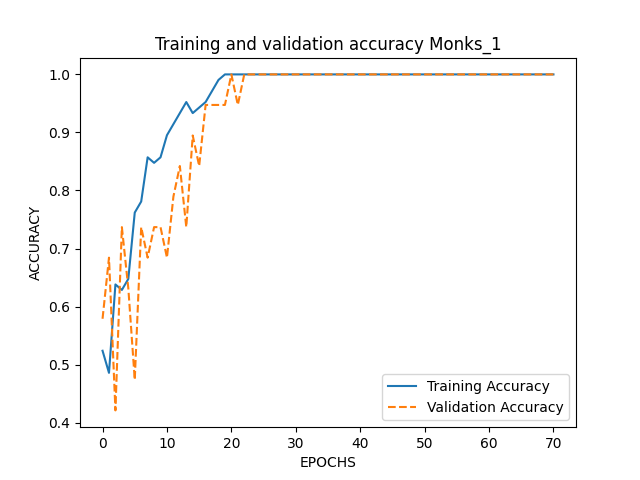 Training and validation accuracy Monks_1
1.0
0.9
0.8
0.7
0.6
0.5
0.4
ACCURACY
0 10 20 30 40 50 60 70
EPOCHS
Training Accuracy
Validation Accuracy